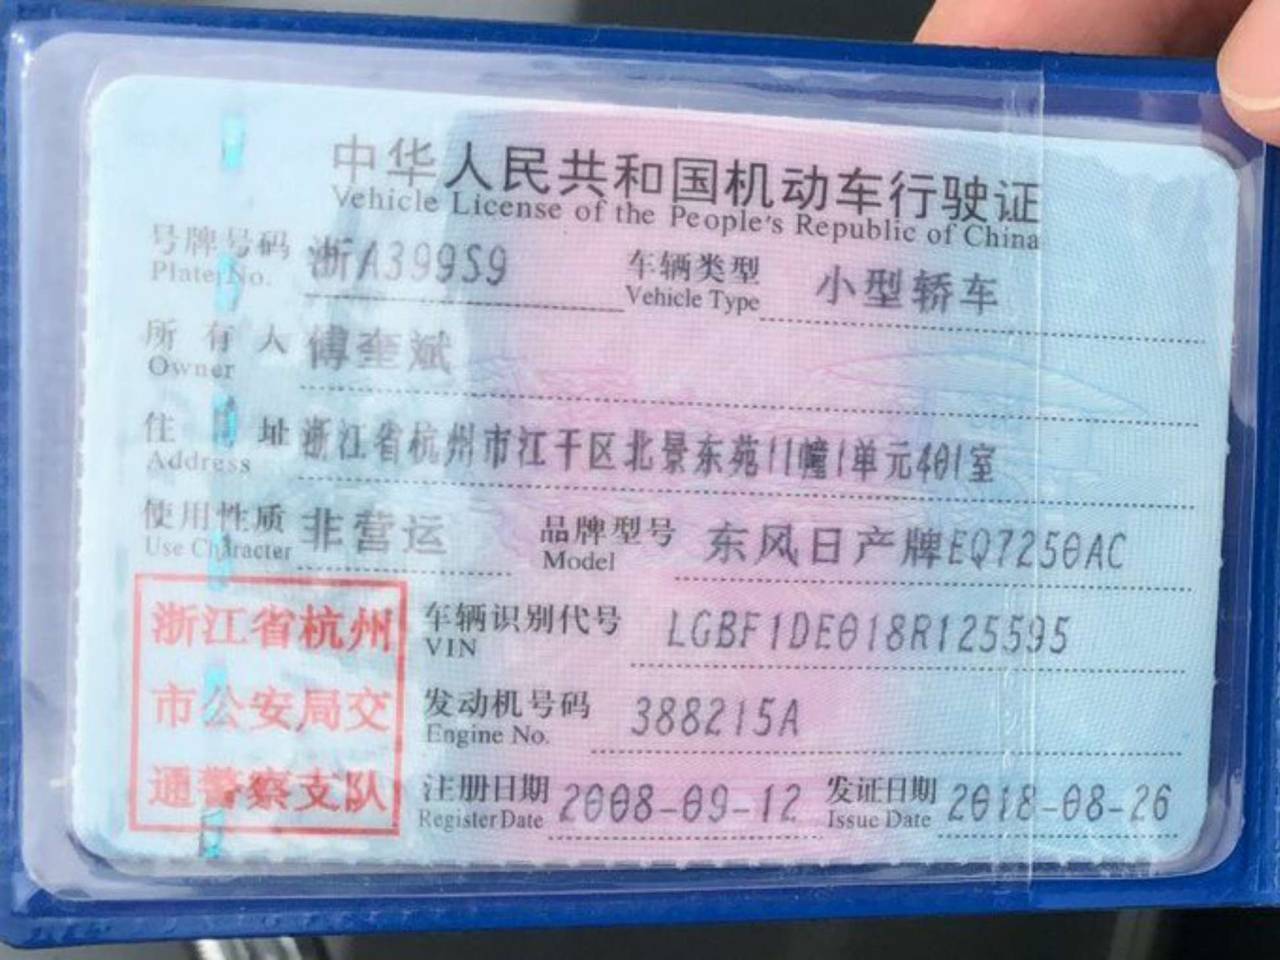 中华人民共和国机动车行驶证
Vehicle License of the People's Republic of China
号牌号码 浙A399S9 车辆类型 小型轿车
Plate No. Vehicle Type
所有人 傅奎斌
Owner
住址 浙江省杭州市江干区北景东苑11幢1单元401室
Address
使用性质 非营运 品牌型号 东风日产牌EQ7250AC
Use Character Model
车辆识别代号 LGBF1DE018R125595
VIN
发动机号码 388215A
Engine No.
注册日期 2008-09-12 发证日期 2018-08-26
Register Date Issue Date
浙江省杭州
市公安局交
通警察支队